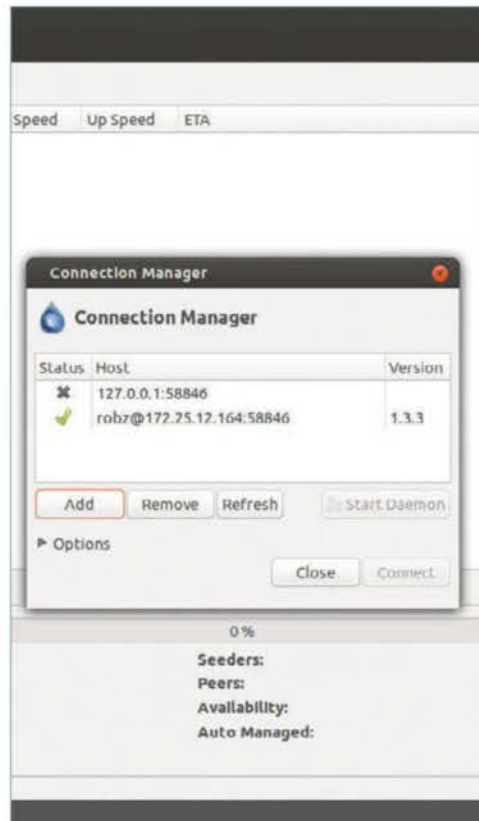 Speed Up Speed ETA
Connection Manager
Connection Manager
Status Host Version
127.0.0.1:58846
robz@172.25.12.164:58846 1.3.3
Add Remove Refresh Start Daemon
Options
Close Connect
0%
Seeders:
Peers:
Availability:
Auto Managed: